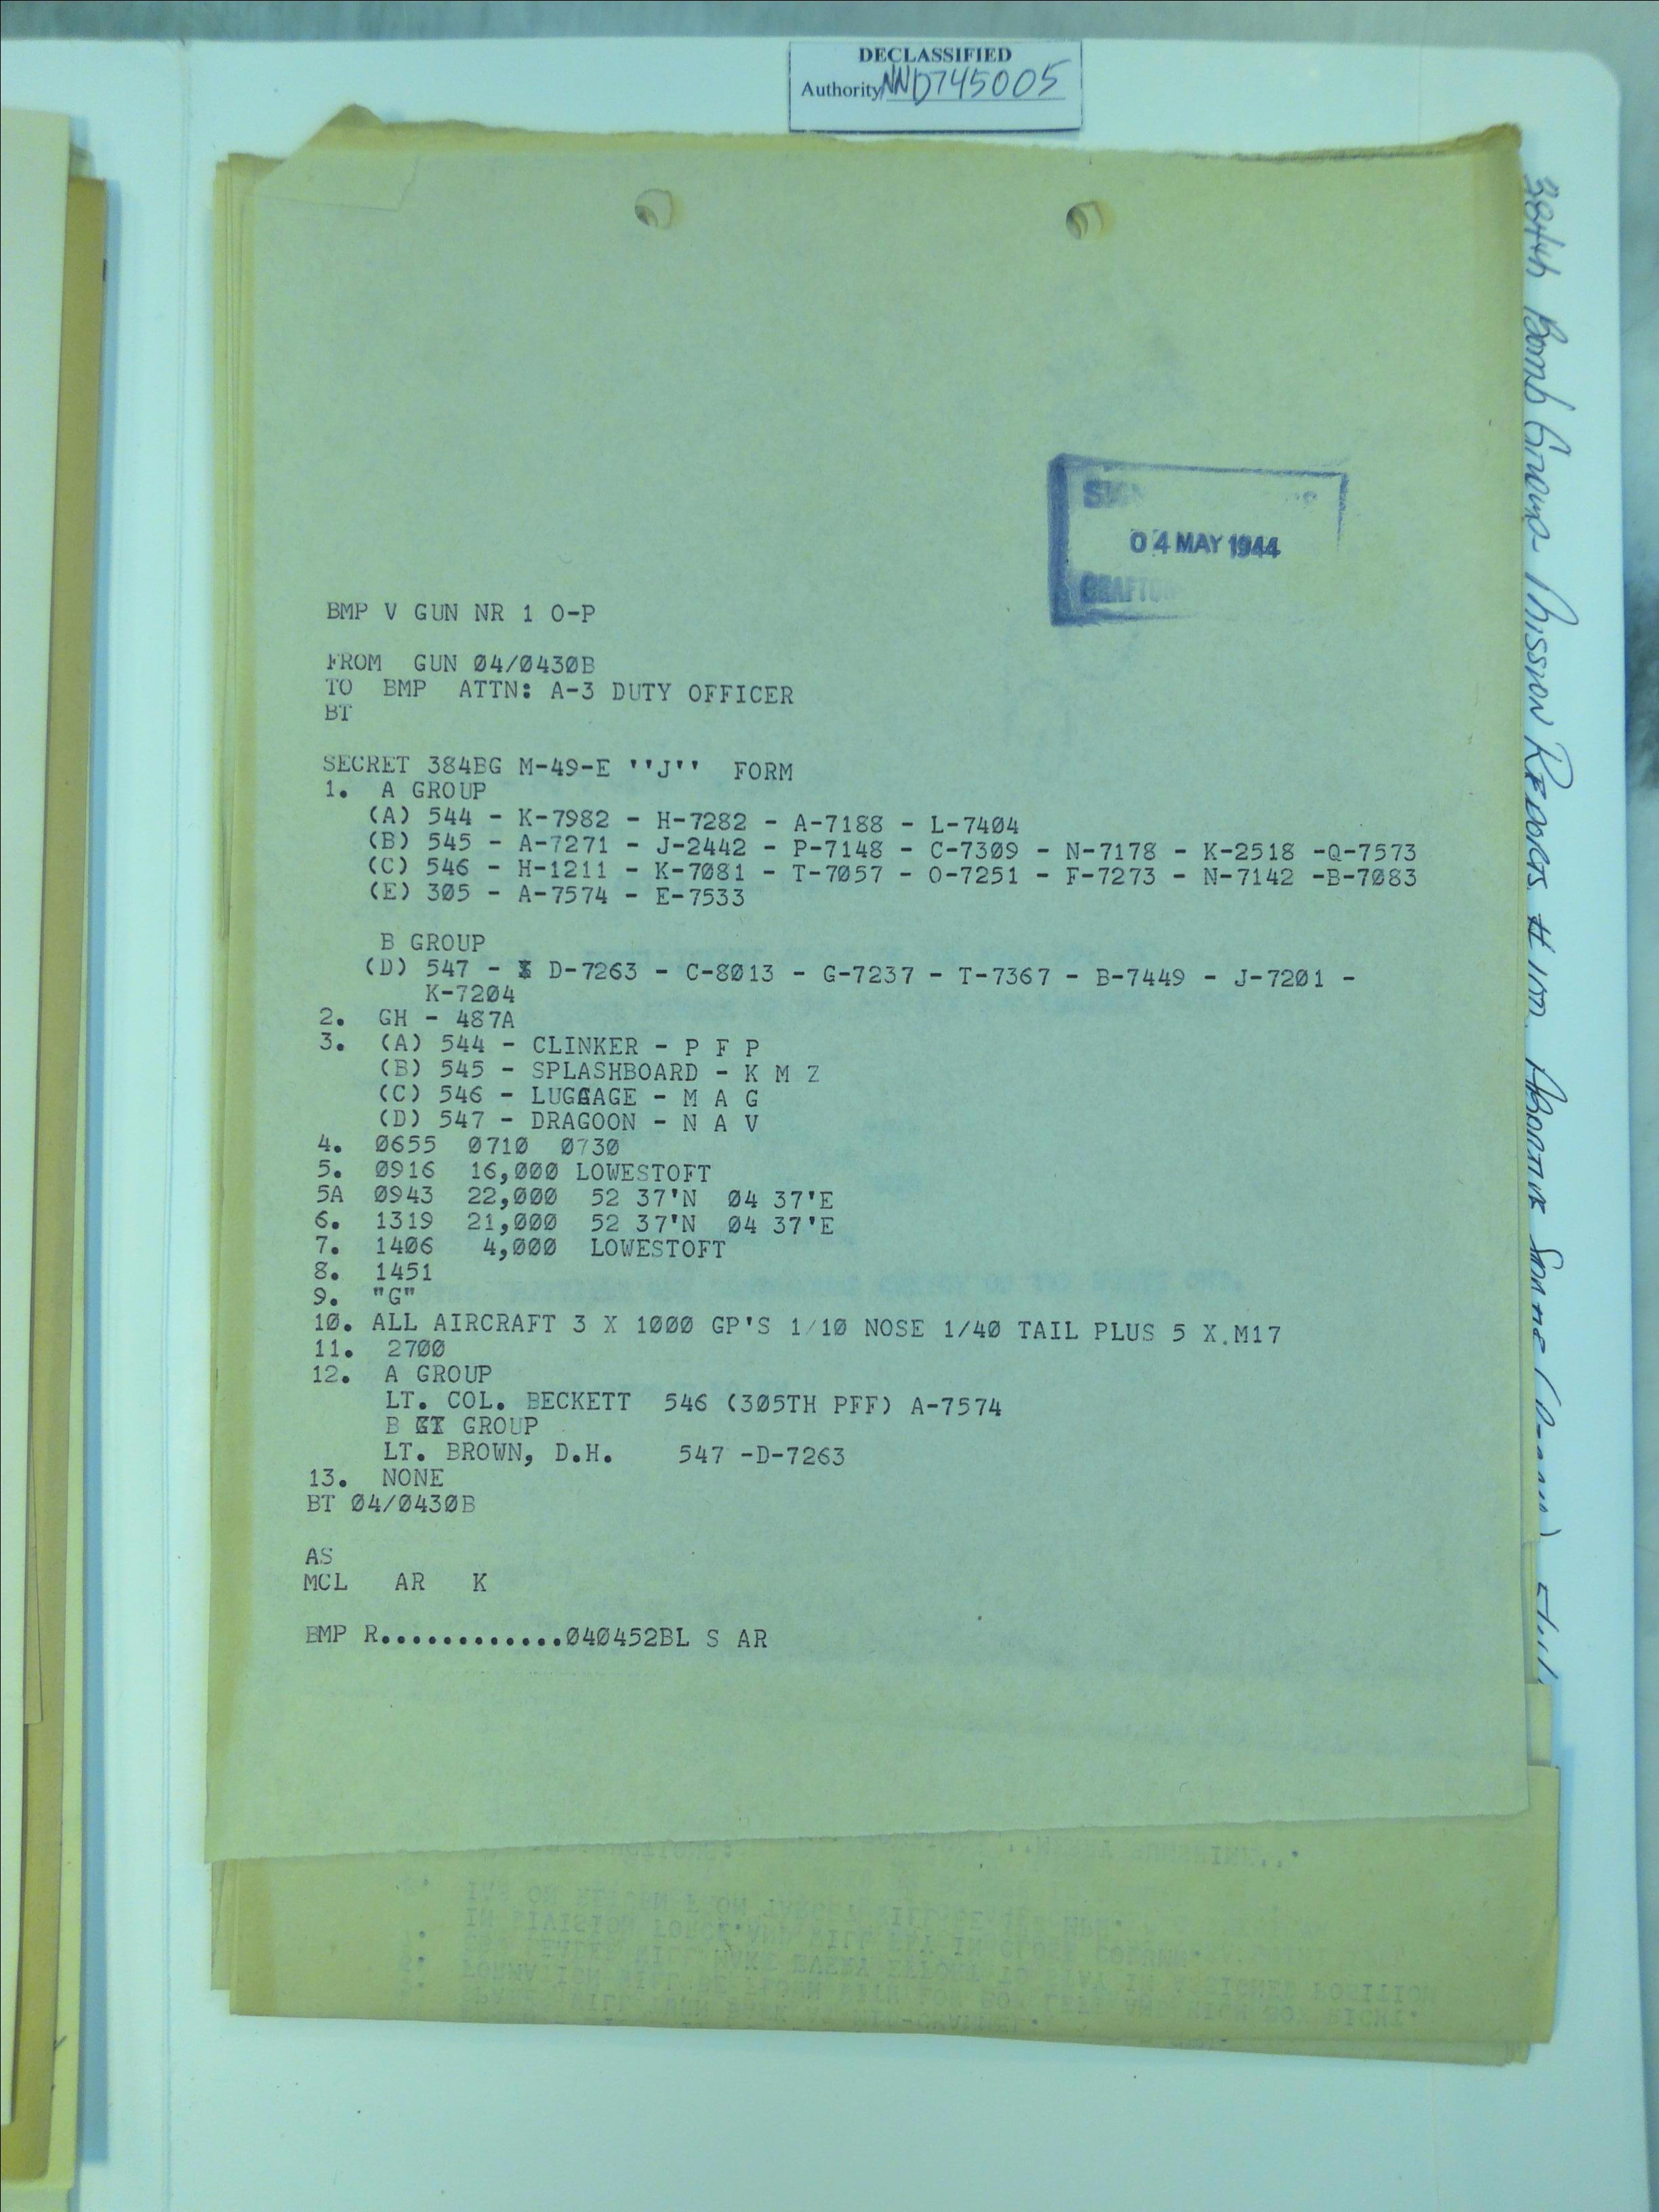 DECLASSIFIED
Authority NND745005
04 MAY 1944
BMP V GUN NR 1 O-P
FROM GUN 04/0430B
TO BMP ATTN: A-3 DUTY OFFICER
BT
SECRET 384BG M-49-E ''J'' FORM
1. A GROUP
(A) 544 - K-7982 - H-7282 - A-7188 - L-7404
(B) 545 - A-7271 - J-2442 - P-7148 - C-7309 - N-7178 - K-2518 -Q-7573
(C) 546 - H-1211 - K-7081 - T-7057 - O-7251 - F-7273 - N-7142 -B-7083
(E) 305 - A-7574 - E-7533
B GROUP
(D) 547 - D-7263 - C-8013 - G-7237 - T-7367 - B-7449 - J-7201 -
K-7204
2. GH - 487A
3. (A) 544 - CLINKER - P F P
(B) 545 - SPLASHBOARD - K M Z
(C) 546 - LUGGAGE - M A G
(D) 547 - DRAGOON - N A V
4. 0655 0710 0730
5. 0916 16,000 LOWESTOFT
5A 0943 22,000 52 37'N 04 37'E
6. 1319 21,000 52 37'N 04 37'E
7. 1406 4,000 LOWESTOFT
8. 1451
9. "G"
10. ALL AIRCRAFT 3 X 1000 GP'S 1/10 NOSE 1/40 TAIL PLUS 5 X.M17
11. 2700
12. A GROUP
LT. COL. BECKETT 546 (305TH PFF) A-7574
B GROUP
LT. BROWN, D.H. 547 -D-7263
13. NONE
BT 04/0430B
AS
MCL AR K
BMP R............040452BL S AR
384th Bomb Group Mission Reports #100